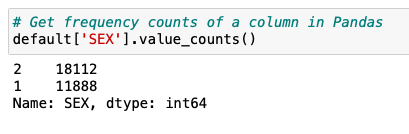 # Get frequency counts of a column in Pandas
default['SEX'].value_counts()
2    18112
1    11888
Name: SEX, dtype: int64